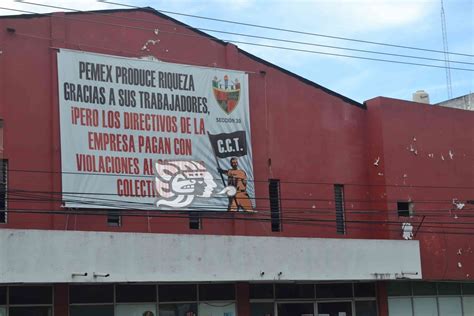 PEMEX PRODUCE RIQUEZA
GRACIAS A SUS TRABAJADORES,
¡PERO LOS DIRECTIVOS DE LA
EMPRESA PAGAN CON
VIOLACIONES AL
COLECTI
SECCION 30
C.C.T.